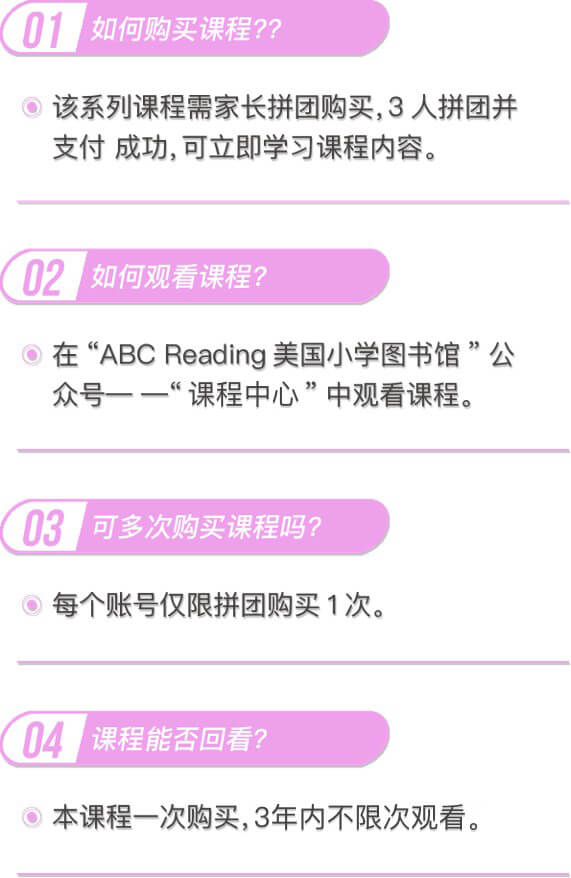 01 如何购买课程??
该系列课程需家长拼团购买,3 人拼团并
支付 成功,可立即学习课程内容。
02 如何观看课程?
在 “ABC Reading 美国小学图书馆 ” 公
众号— —“ 课程中心 ” 中观看课程。
03 可多次购买课程吗?
每个账号仅限拼团购买 1 次。
04 课程能否回看?
本课程一次购买,3年内不限次观看。